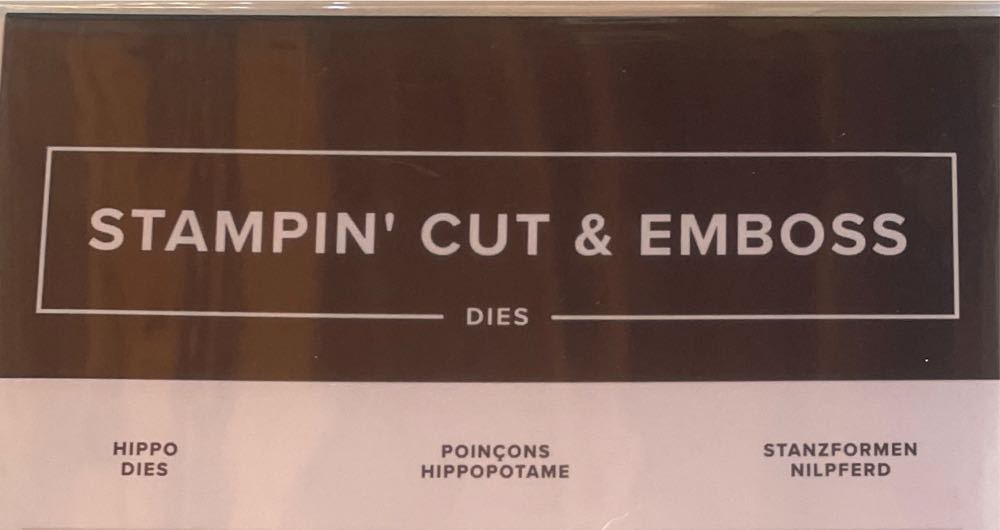 STAMPIN' CUT & EMBOSS
DIES
HIPPO
DIES
POINÇONS
HIPPOPOTAME
STANZFORMEN
NILPFERD